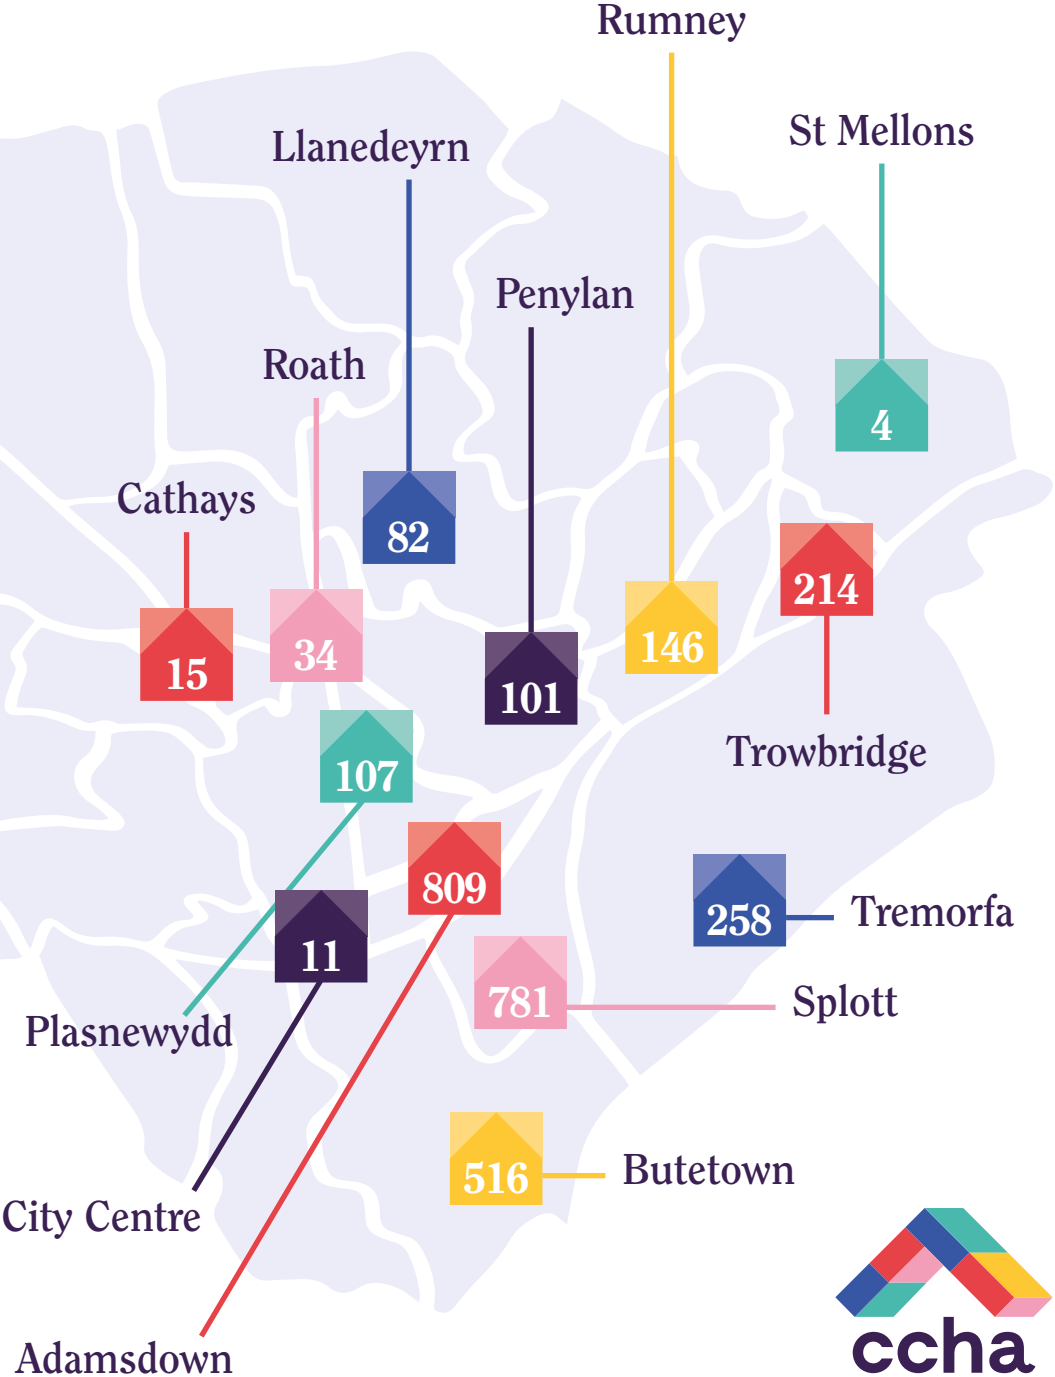 Rumney
St Mellons
Llanedeyrn
Penylan
Roath
4
Cathays
82
214
15
34
146
101
Trowbridge
107
809
258
Tremorfa
11
781
Splott
Plasnewydd
516
Butetown
City Centre
Adamsdown
ccha